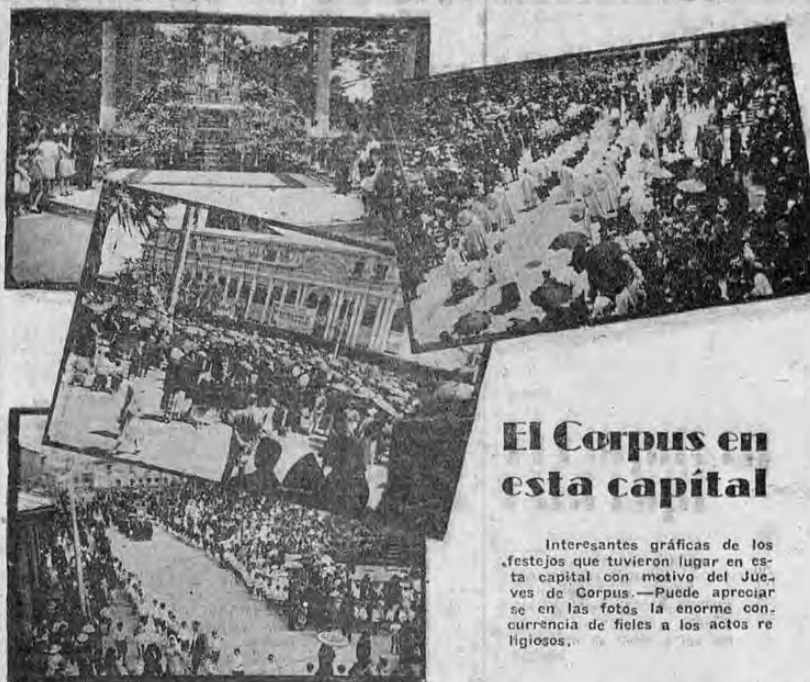 El Corpus en
esta capítal
Interesantes gráficas de los
festejos que tuvieron lugar en es-
ta capital con motivo del Jue-
ves de Corpus.—Puede apreciar
se en las fotos la enorme con-
currencia de fieles a los actos re
ligiosos.